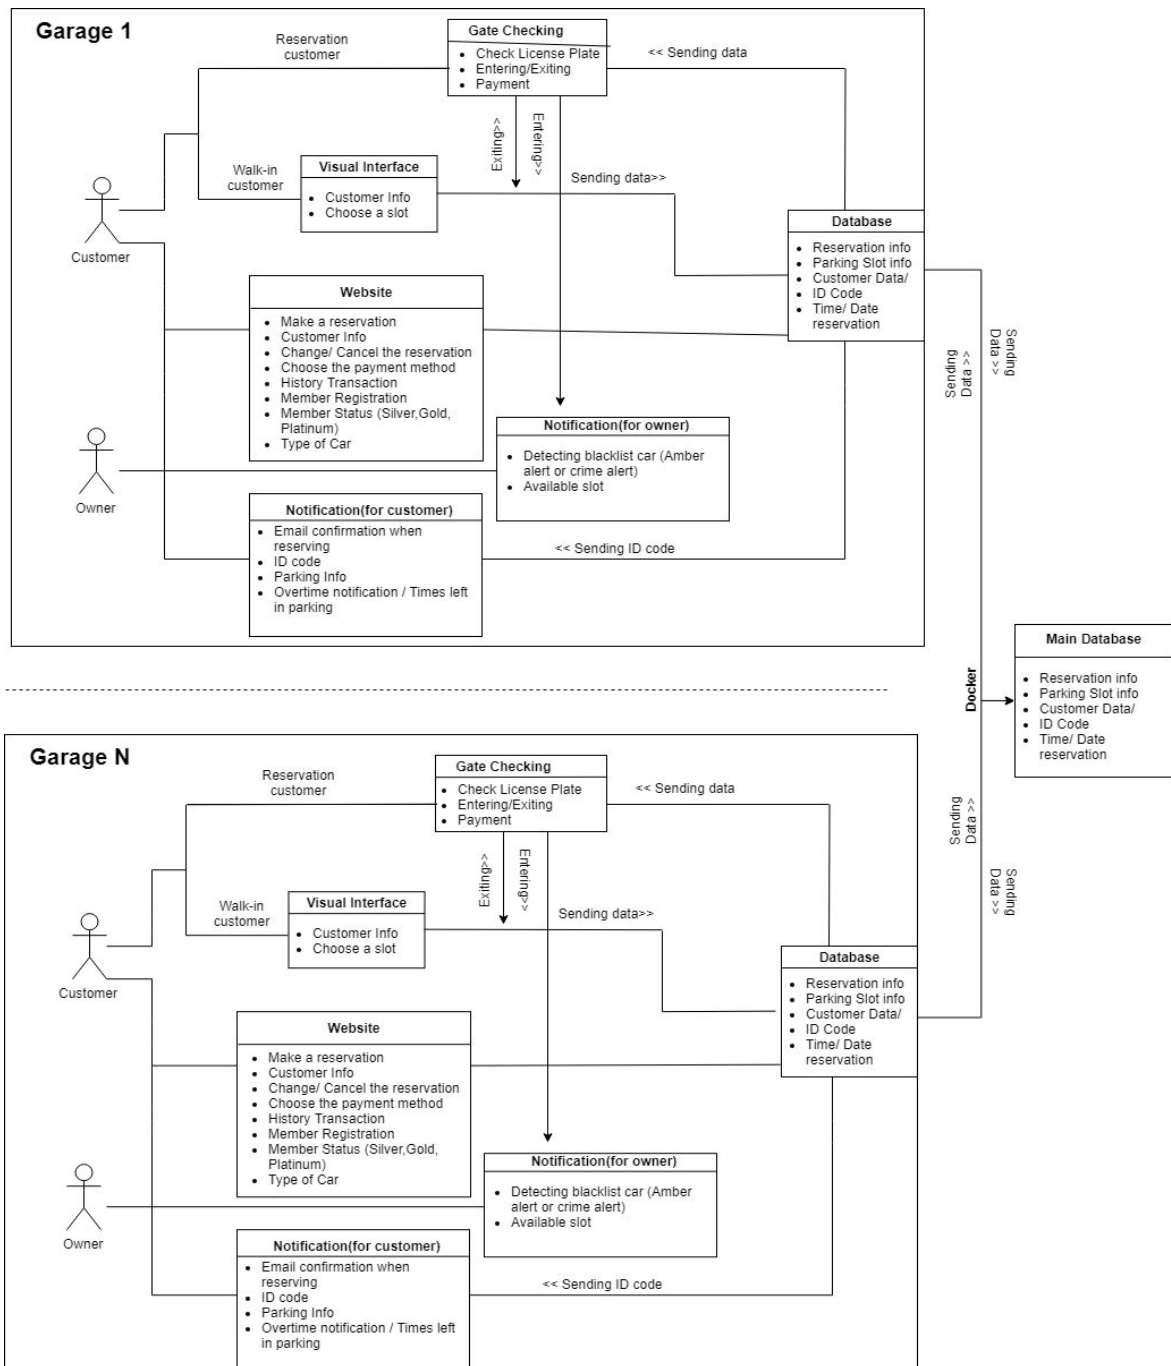 Garage 1
Reservation
customer
Gate Checking
Check License Plate
Entering/Exiting
Payment
<< Sending data
Exiting>>
Entering>>
Walk-in
customer
Visual Interface
Customer Info
Choose a slot
Sending data>>
Customer
Database
Reservation info
Parking Slot info
Customer Data/
ID Code
Time/ Date
reservation
Website
Make a reservation
Customer Info
Change/ Cancel the reservation
Choose the payment method
History Transaction
Member Registration
Member Status (Silver,Gold,
Platinum)
Type of Car
Sending
Data >>
Sending
Data >>
Owner
Notification(for owner)
Detecting blacklist car (Amber
alert or crime alert)
Available slot
Notification(for customer)
Email confirmation when
reserving
ID code
Parking Info
Overtime notification / Times left
in parking
<< Sending ID code
Docker
Main Database
Reservation info
Parking Slot info
Customer Data/
ID Code
Time/ Date
reservation
Garage N
Reservation
customer
Gate Checking
Check License Plate
Entering/Exiting
Payment
<< Sending data
Exiting>>
Entering>>
Sending
Data >>
Sending
Data >>
Walk-in
customer
Visual Interface
Customer Info
Choose a slot
Sending data>>
Customer
Database
Reservation info
Parking Slot info
Customer Data/
ID Code
Time/ Date
reservation
Website
Make a reservation
Customer Info
Change/ Cancel the reservation
Choose the payment method
History Transaction
Member Registration
Member Status (Silver,Gold,
Platinum)
Type of Car
Owner
Notification(for owner)
Detecting blacklist car (Amber
alert or crime alert)
Available slot
Notification(for customer)
Email confirmation when
reserving
ID code
Parking Info
Overtime notification / Times left
in parking
<< Sending ID code